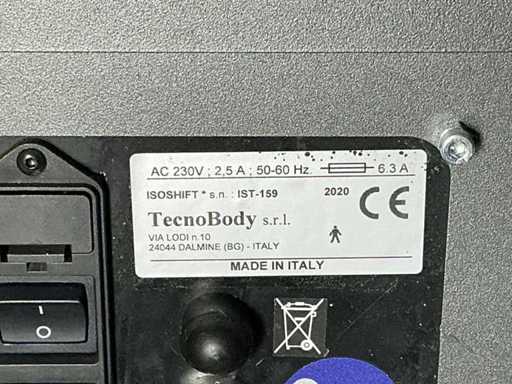 AC 230V ; 2,5 A ; 50-60 Hz. 6.3 A
ISOSHIFT * s.n. : IST-159 2020
CE
TecnoBody s.r.l.
VIA LODI n.10
24044 DALMINE (BG) - ITALY
MADE IN ITALY
I
O